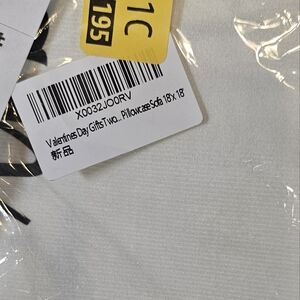 1C
195
X0032JO0RV
Valentines Day Gifts Two... Pillowcase Sofa 18"x 18"
新品